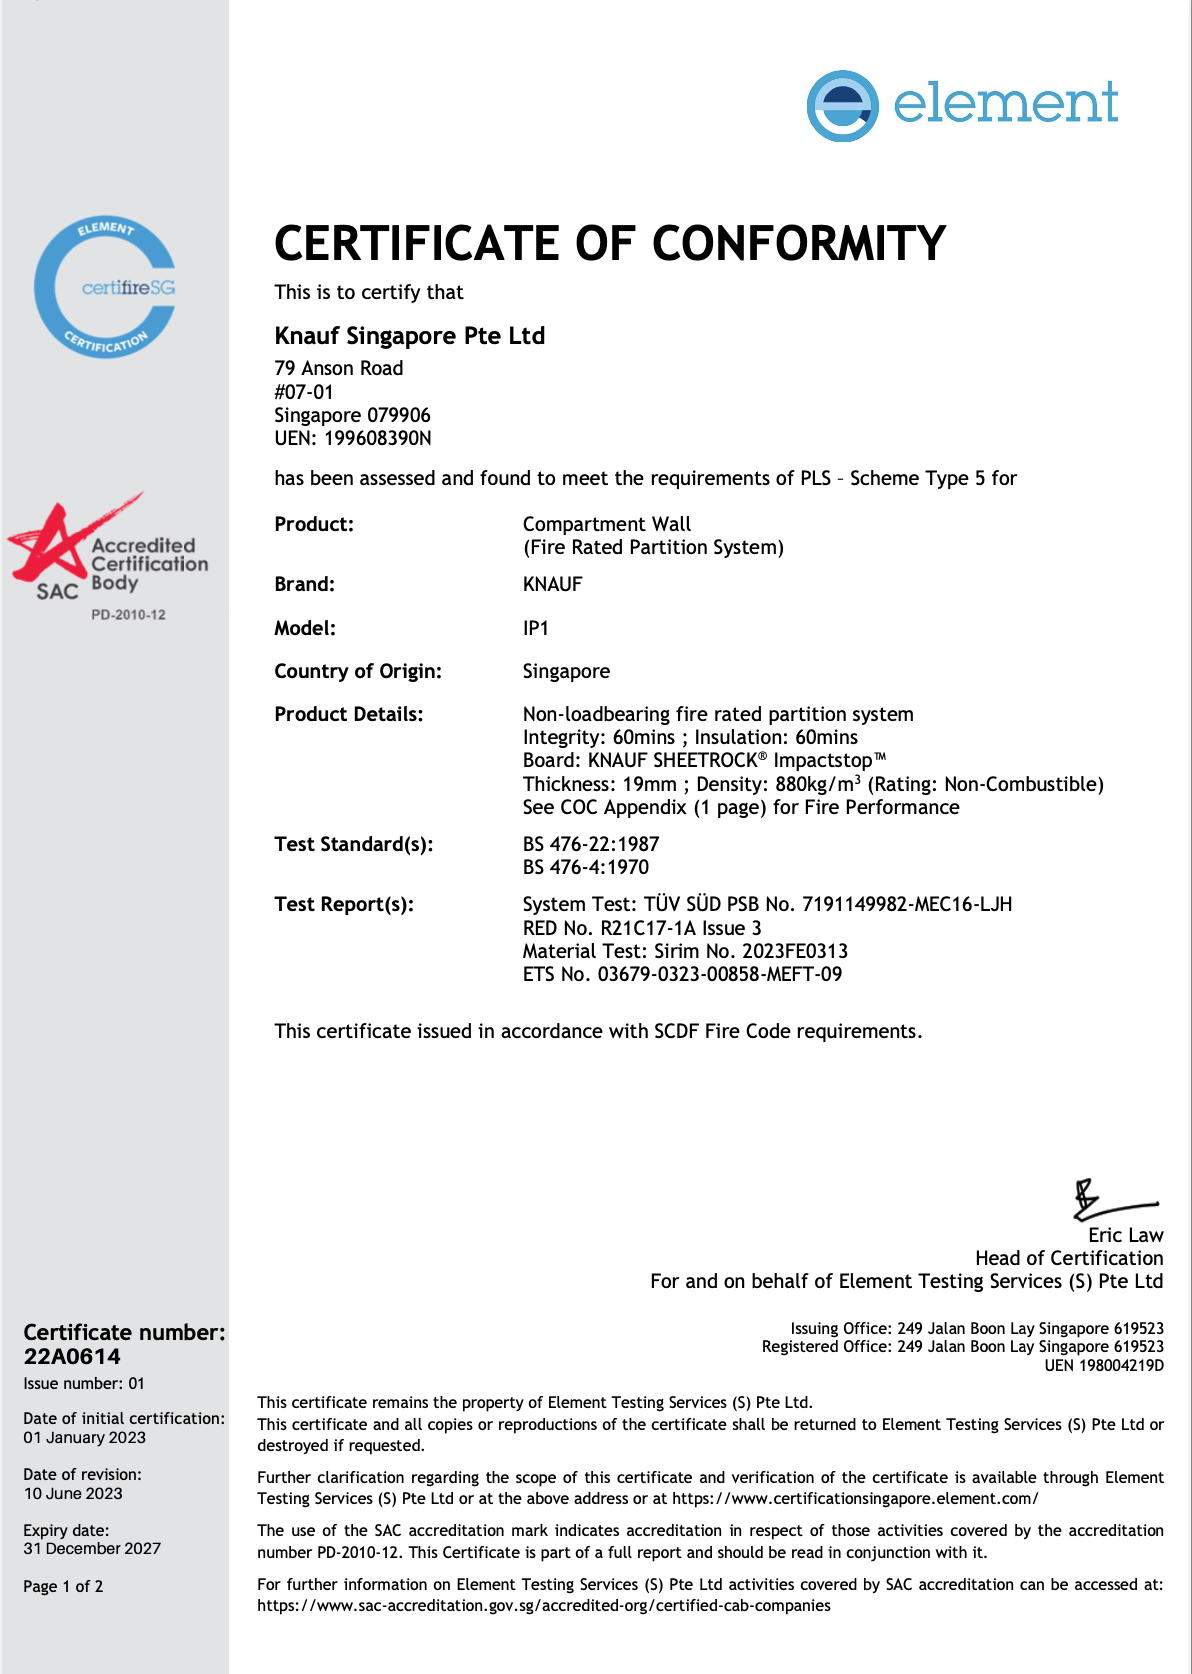 element
CERTIFICATE OF CONFORMITY
This is to certify that
Knauf Singapore Pte Ltd
79 Anson Road
#07-01
Singapore 079906
UEN: 199608390N
has been assessed and found to meet the requirements of PLS – Scheme Type 5 for
Product: Compartment Wall
(Fire Rated Partition System)
Brand: KNAUF
Model: IP1
Country of Origin: Singapore
Product Details: Non-loadbearing fire rated partition system
Integrity: 60mins ; Insulation: 60mins
Board: KNAUF SHEETROCK® Impactstop™
Thickness: 19mm ; Density: 880kg/m³ (Rating: Non-Combustible)
See COC Appendix (1 page) for Fire Performance
Test Standard(s): BS 476-22:1987
BS 476-4:1970
Test Report(s): System Test: TÜV SÜD PSB No. 7191149982-MEC16-LJH
RED No. R21C17-1A Issue 3
Material Test: Sirim No. 2023FE0313
ETS No. 03679-0323-00858-MEFT-09
This certificate issued in accordance with SCDF Fire Code requirements.
Eric Law
Head of Certification
For and on behalf of Element Testing Services (S) Pte Ltd
Issuing Office: 249 Jalan Boon Lay Singapore 619523
Registered Office: 249 Jalan Boon Lay Singapore 619523
UEN 198004219D
This certificate remains the property of Element Testing Services (S) Pte Ltd.
This certificate and all copies or reproductions of the certificate shall be returned to Element Testing Services (S) Pte Ltd or
destroyed if requested.
Further clarification regarding the scope of this certificate and verification of the certificate is available through Element
Testing Services (S) Pte Ltd or at the above address or at https://www.certificationsingapore.element.com/
The use of the SAC accreditation mark indicates accreditation in respect of those activities covered by the accreditation
number PD-2010-12. This Certificate is part of a full report and should be read in conjunction with it.
For further information on Element Testing Services (S) Pte Ltd activities covered by SAC accreditation can be accessed at:
https://www.sac-accreditation.gov.sg/accredited-org/certified-cab-companies
ELEMENT
certifireSG
CERTIFICATION
Accredited
Certification
Body
SAC
PD-2010-12
Certificate number:
22A0614
Issue number: 01
Date of initial certification:
01 January 2023
Date of revision:
10 June 2023
Expiry date:
31 December 2027
Page 1 of 2